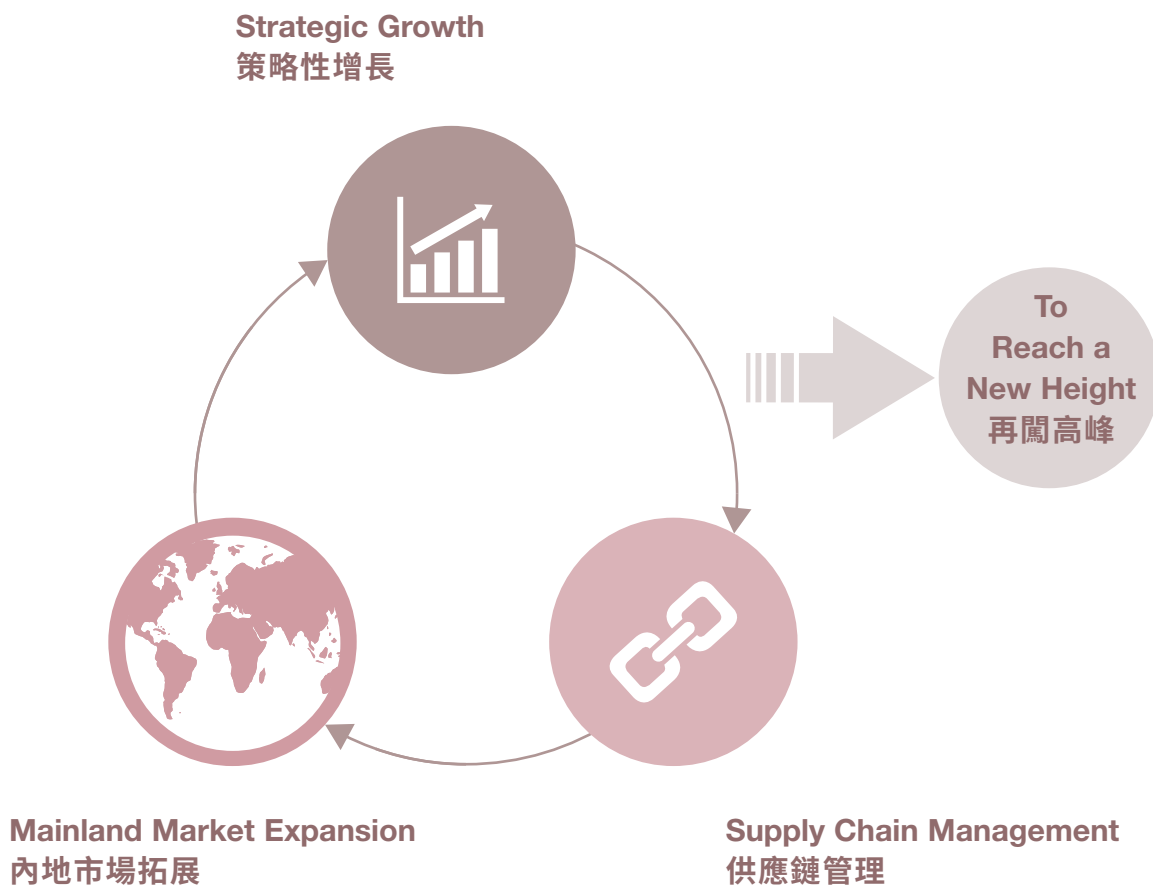 Strategic Growth
策略性增長
To
Reach a
New Height
再闖高峰
Mainland Market Expansion
內地市場拓展
Supply Chain Management
供應鏈管理